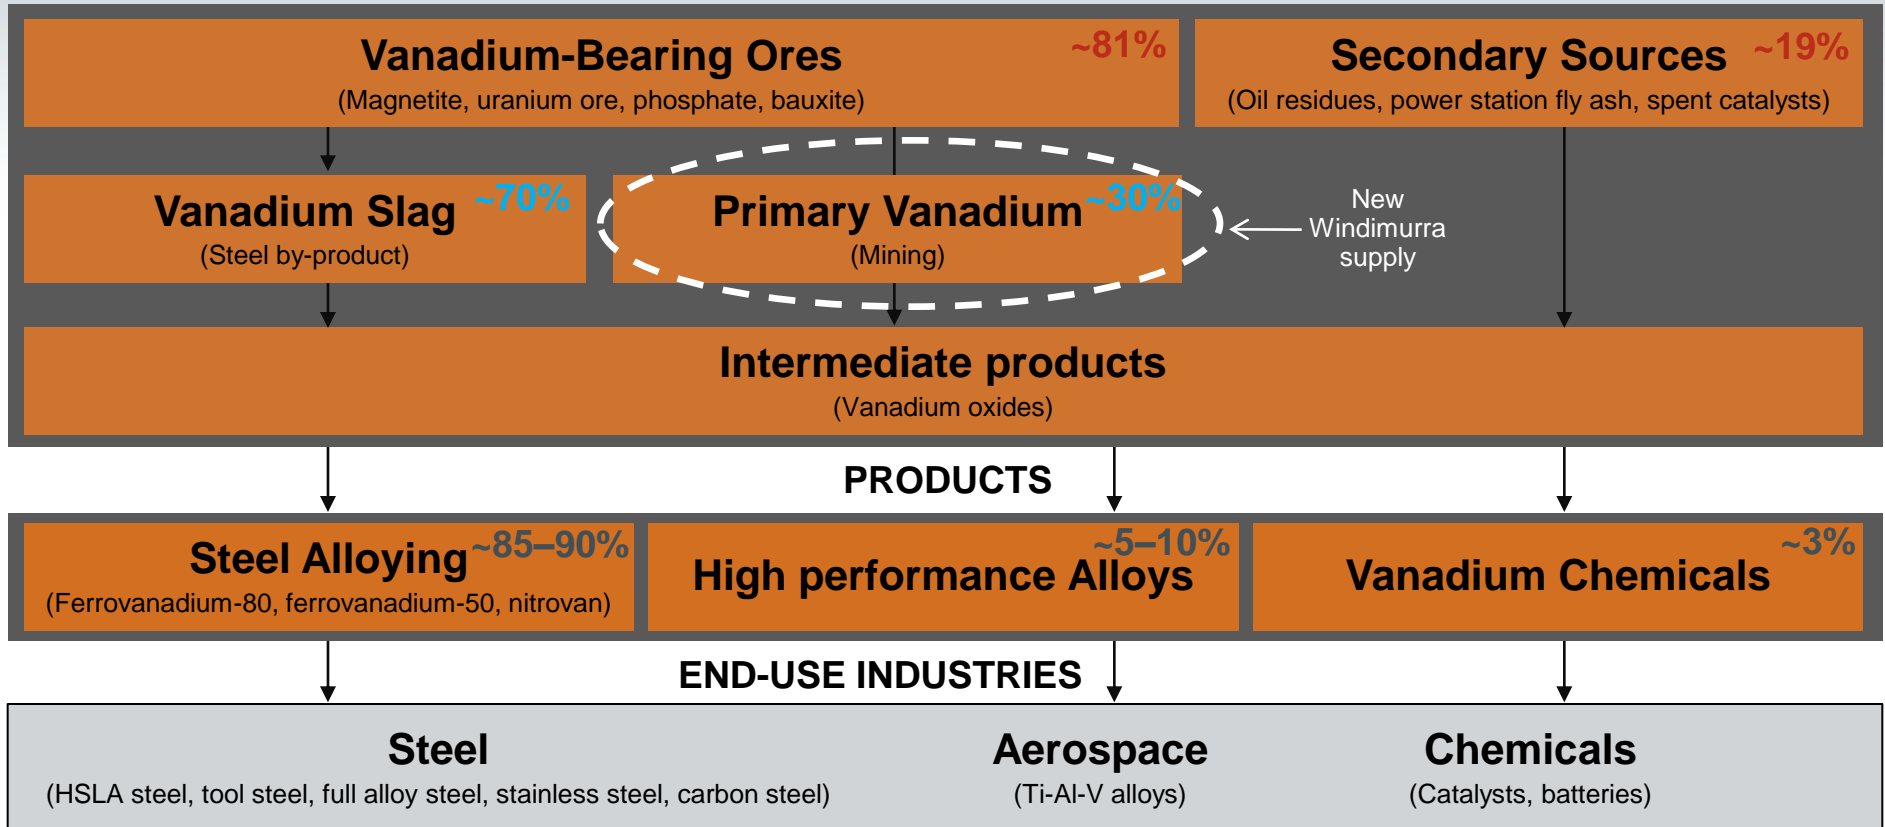 Vanadium-Bearing Ores
~81%
(Magnetite, uranium ore, phosphate, bauxite)
Secondary Sources
~19%
(Oil residues, power station fly ash, spent catalysts)
Vanadium Slag
~70%
(Steel by-product)
Primary Vanadium
~30%
(Mining)
New
Windimurra
supply
Intermediate products
(Vanadium oxides)
PRODUCTS
Steel Alloying
~85–90%
(Ferrovanadium-80, ferrovanadium-50, nitrovan)
~5–10%
High performance Alloys
~3%
Vanadium Chemicals
END-USE INDUSTRIES
Steel
(HSLA steel, tool steel, full alloy steel, stainless steel, carbon steel)
Aerospace
(Ti-Al-V alloys)
Chemicals
(Catalysts, batteries)